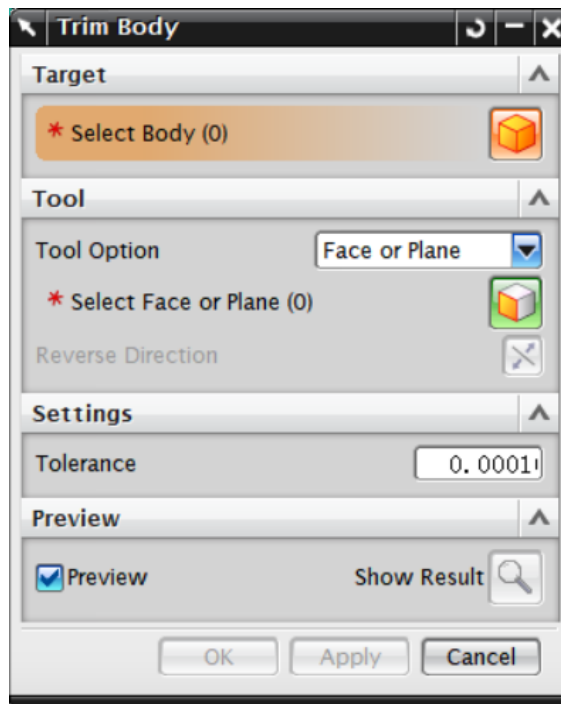 Trim Body
Target
* Select Body (0)
Tool
Tool Option Face or Plane
* Select Face or Plane (0)
Reverse Direction
Settings
Tolerance 0.0001
Preview
Preview Show Result
OK Apply Cancel